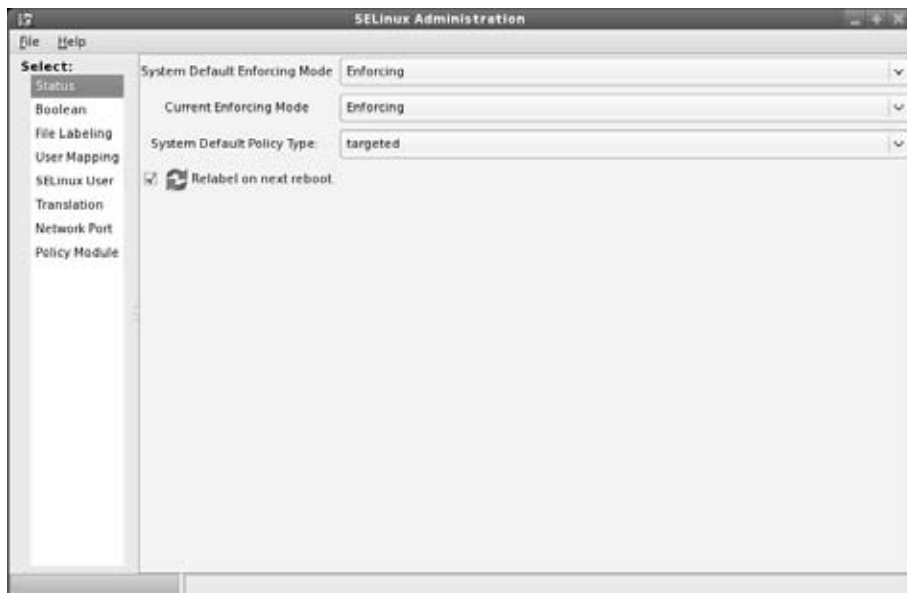 SELinux Administration
File Help
Select:
Status
Boolean
File Labeling
User Mapping
SELinux User
Translation
Network Port
Policy Module
System Default Enforcing Mode Enforcing
Current Enforcing Mode Enforcing
System Default Policy Type: targeted
Relabel on next reboot.